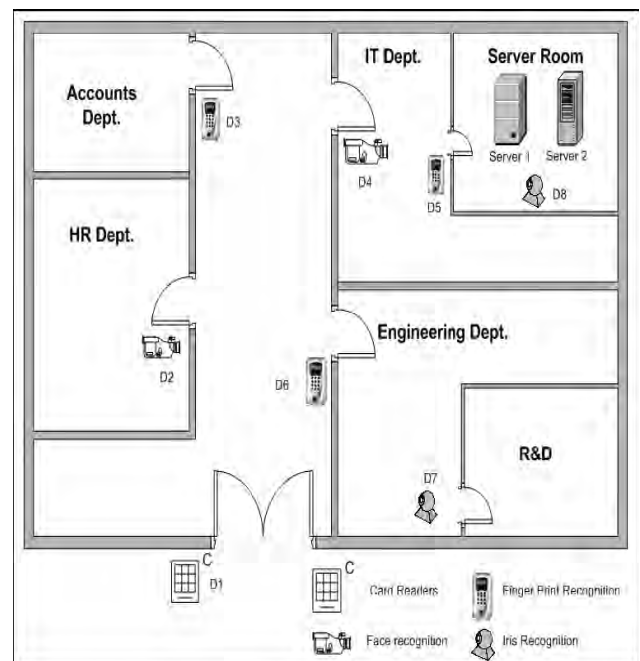 IT Dept.
Server Room
Accounts
Dept.
D3
D4
Server 1
Server 2
D5
D8
HR Dept.
Engineering Dept.
D2
D6
R&D
D7
C
D1
C
Card Readers
Finger Print Recognition
Face recognition
Iris Recognition